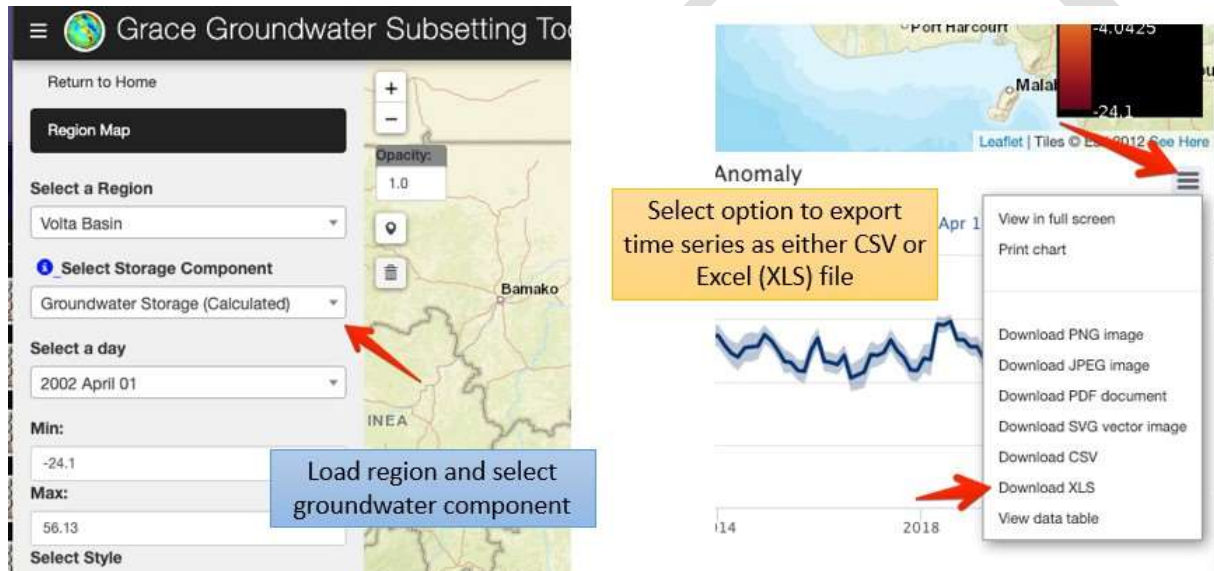 ≡ Grace Groundwater Subsetting Too
Return to Home
Region Map
Select a Region
Volta Basin
Select Storage Component
Groundwater Storage (Calculated)
Select a day
2002 April 01
Min:
-24.1
Max:
56.13
Select Style
+
−
Opacity:
1.0
Bamako
INEA
Load region and select
groundwater component
Port Harcourt
Malab
-4.0425
-24.1
Leaflet | Tiles © Esri 2012 See Here
Anomaly
Apr 1
Select option to export
time series as either CSV or
Excel (XLS) file
View in full screen
Print chart
Download PNG image
Download JPEG image
Download PDF document
Download SVG vector image
Download CSV
Download XLS
View data table
014
2018